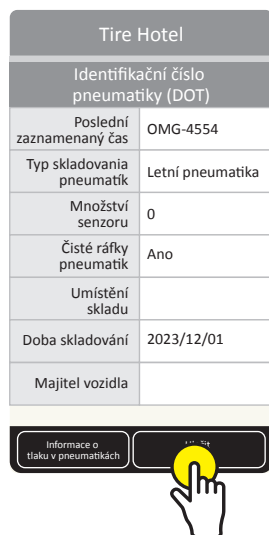 Tire Hotel
Identifikační číslo
pneumatiky (DOT)
Poslední
zaznamenaný čas
OMG-4554
Typ skladovania
pneumatík
Letní pneumatika
Množství
senzoru
0
Čisté ráfky
pneumatik
Ano
Umístění
skladu
Doba skladování
2023/12/01
Majitel vozidla
Informace o
tlaku v pneumatikách